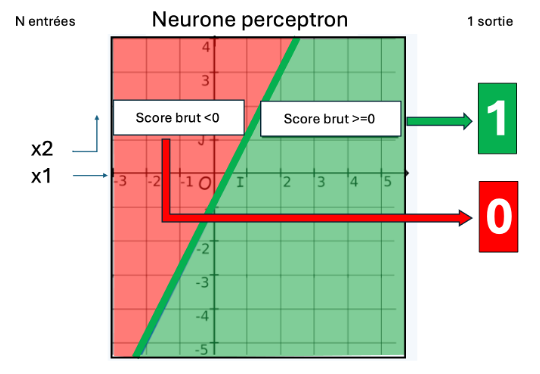 N entrées
Neurone perceptron
1 sortie
4
3
Score brut <0
Score brut >=0
1
J
x2
x1
-3 -2 -1 O I 2 3 4 5
0
-2
-3
-4
-5